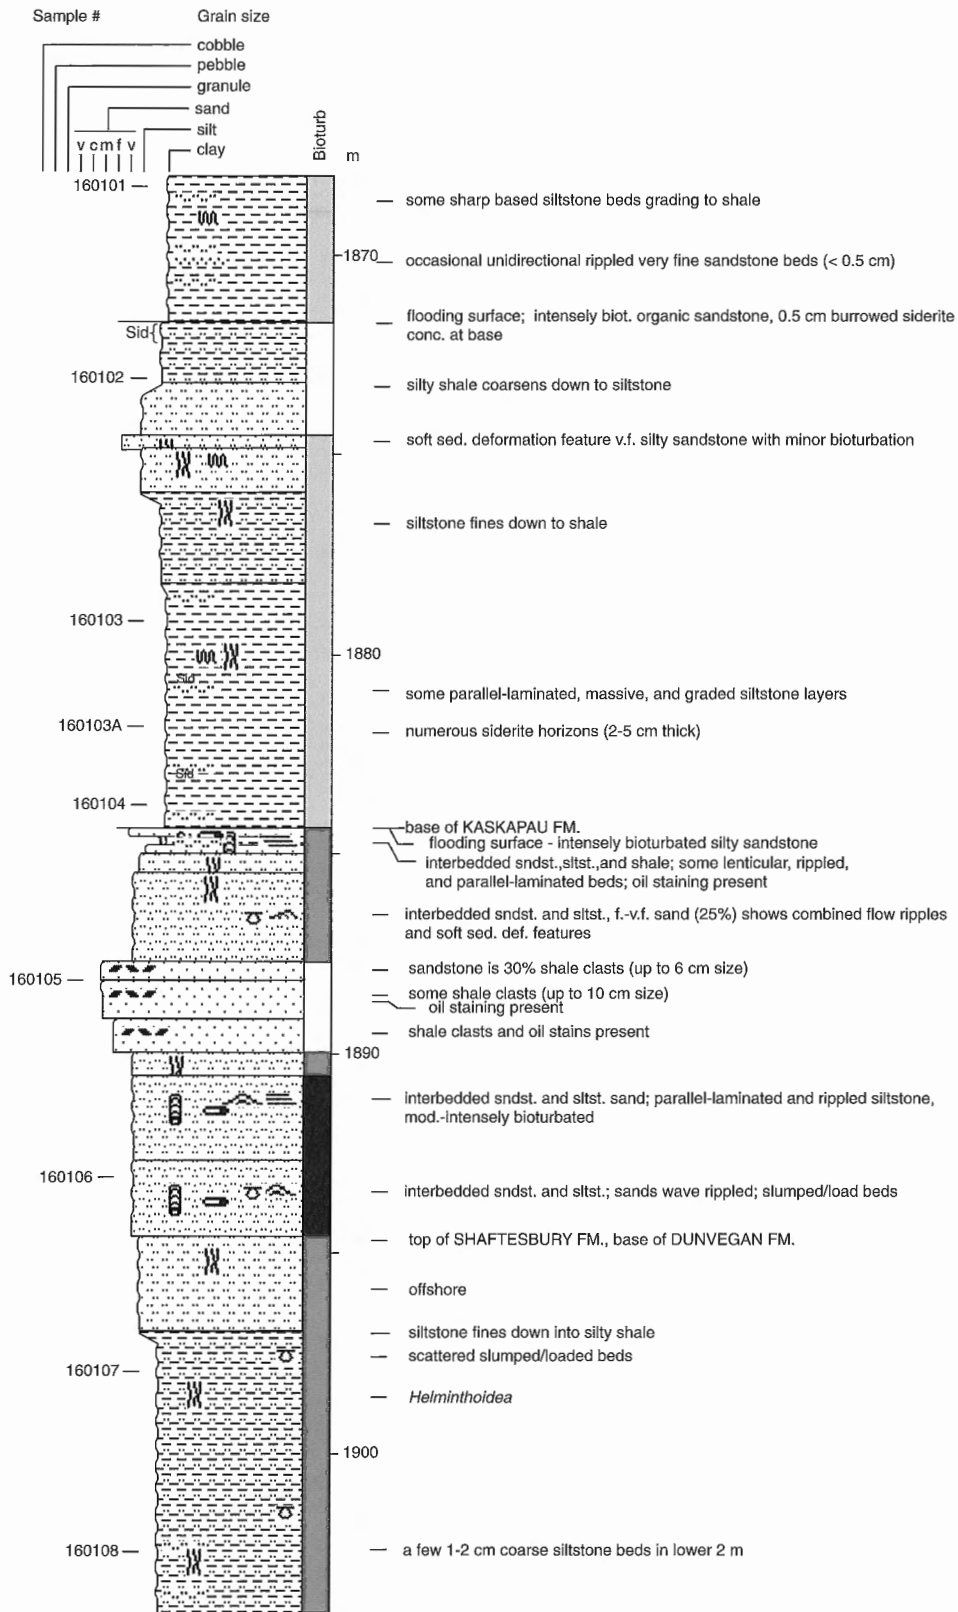 Sample # Grain size
cobble
pebble
granule
sand
silt
v c m f v
clay
Bioturb
m
160101
some sharp based siltstone beds grading to shale
1870
occasional unidirectional rippled very fine sandstone beds (< 0.5 cm)
flooding surface; intensely biot. organic sandstone, 0.5 cm burrowed siderite
conc. at base
Sid{
160102
silty shale coarsens down to siltstone
soft sed. deformation feature v.f. silty sandstone with minor bioturbation
siltstone fines down to shale
160103
1880
Sid
some parallel-laminated, massive, and graded siltstone layers
160103A
numerous siderite horizons (2-5 cm thick)
Sid
160104
base of KASKAPAU FM.
flooding surface - intensely bioturbated silty sandstone
interbedded sndst.,sltst.,and shale; some lenticular, rippled,
and parallel-laminated beds; oil staining present
interbedded sndst. and sltst., f.-v.f. sand (25%) shows combined flow ripples
and soft sed. def. features
160105
sandstone is 30% shale clasts (up to 6 cm size)
some shale clasts (up to 10 cm size)
oil staining present
shale clasts and oil stains present
1890
interbedded sndst. and sltst. sand; parallel-laminated and rippled siltstone,
mod.-intensely bioturbated
160106
interbedded sndst. and sltst.; sands wave rippled; slumped/load beds
top of SHAFTESBURY FM., base of DUNVEGAN FM.
offshore
siltstone fines down into silty shale
scattered slumped/loaded beds
160107
Helminthoidea
1900
160108
a few 1-2 cm coarse siltstone beds in lower 2 m